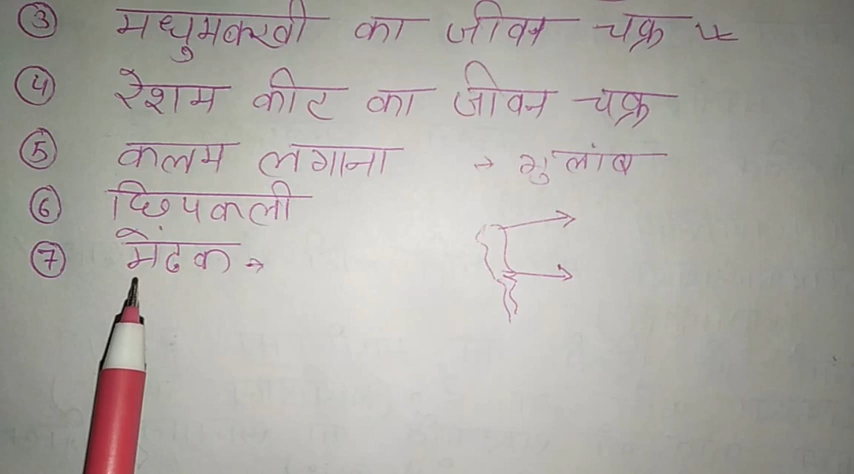 ③ मधुमक्खी का जीवन चक्र
④ रेशम कीट का जीवन चक्र
⑤ कलम लगाना → गुलाब
⑥ छिपकली
⑦ मेंढक →